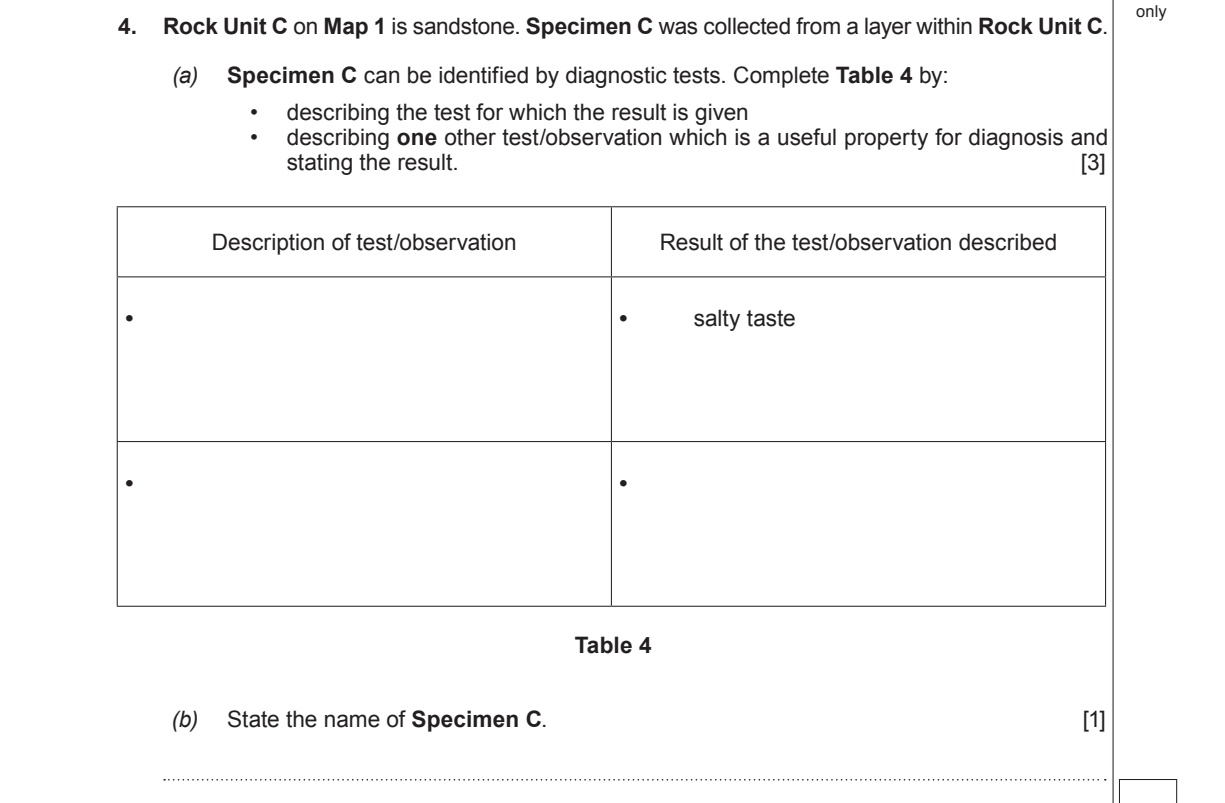 only
4. Rock Unit C on Map 1 is sandstone. Specimen C was collected from a layer within Rock Unit C.
(a) Specimen C can be identified by diagnostic tests. Complete Table 4 by:
• describing the test for which the result is given
• describing one other test/observation which is a useful property for diagnosis and
stating the result. [3]
Description of test/observation Result of the test/observation described
• • salty taste
• •
Table 4
(b) State the name of Specimen C. [1]